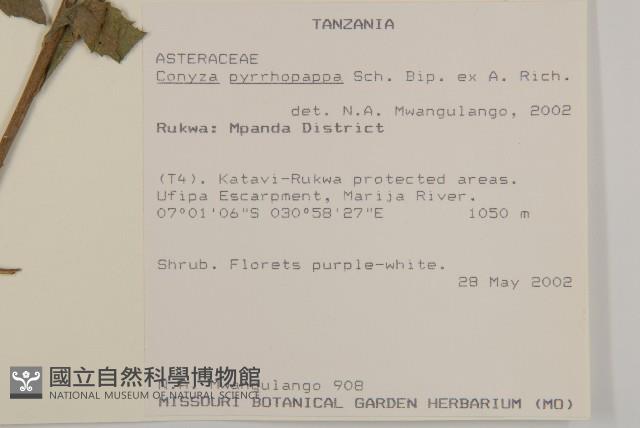 TANZANIA
ASTERACEAE
Conyza pyrrhopappa Sch. Bip. ex A. Rich.
det. N.A. Mwangulango, 2002
Rukwa: Mpanda District
(T4). Katavi-Rukwa protected areas.
Ufipa Escarpment, Marija River.
07°01'06"S 030°58'27"E 1050 m
Shrub. Florets purple-white.
28 May 2002
N.A. Mwangulango 908
MISSOURI BOTANICAL GARDEN HERBARIUM (MO)
國立自然科學博物館
NATIONAL MUSEUM OF NATURAL SCIENCE